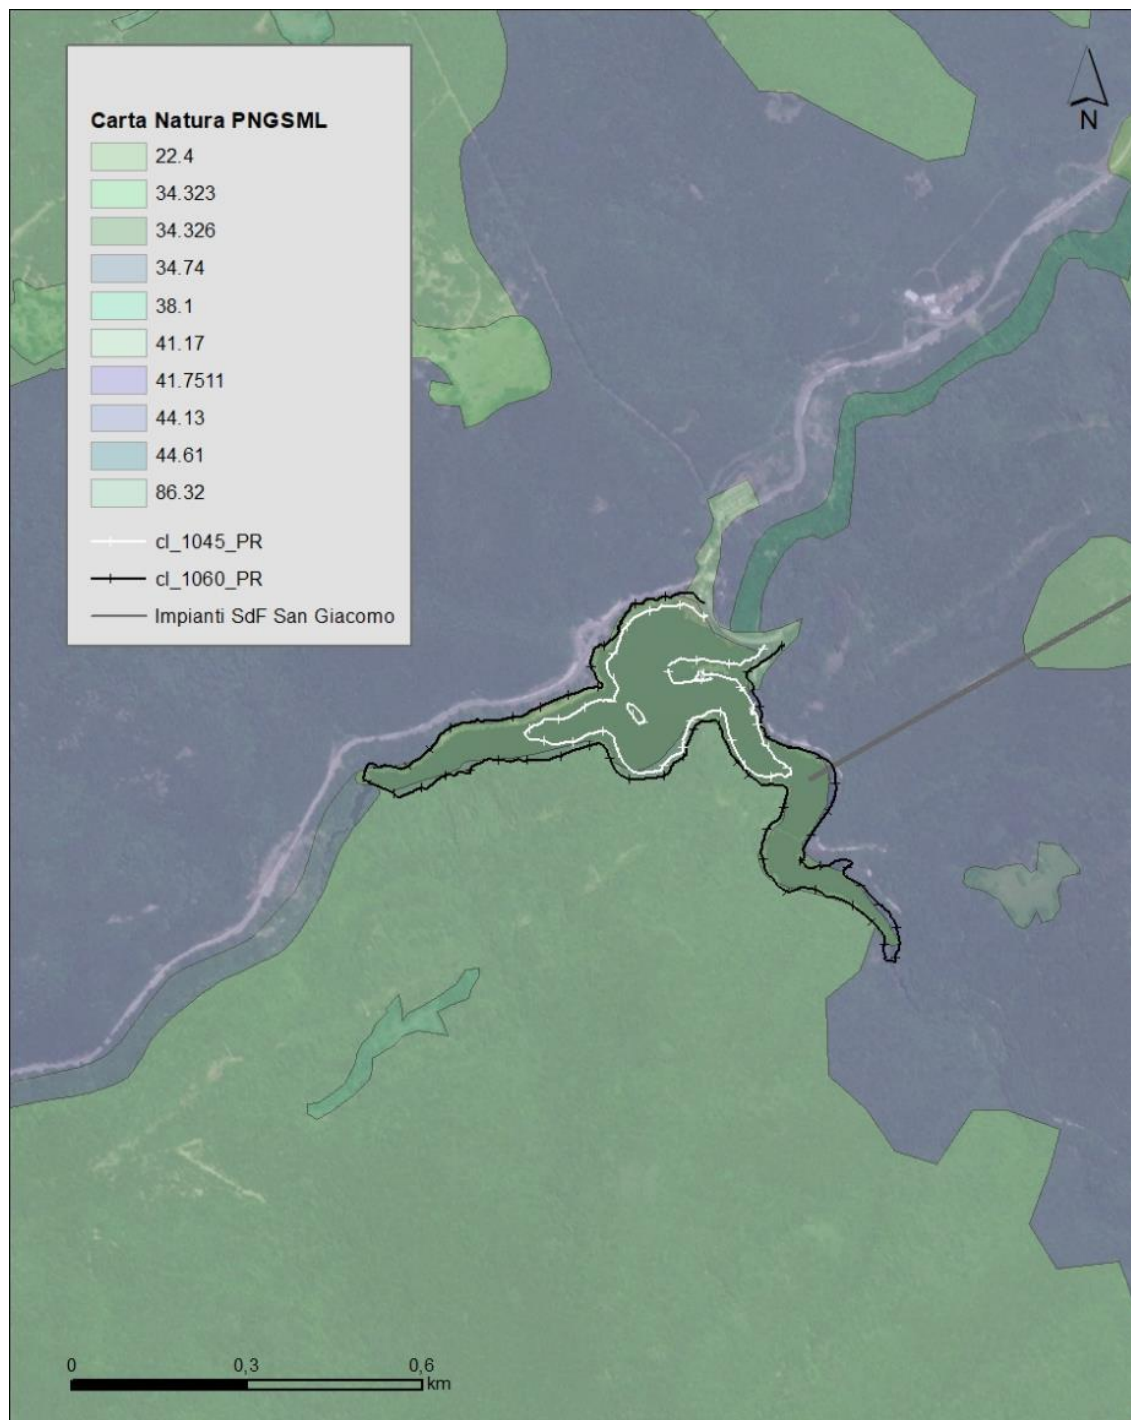 N
Carta Natura PNGSML
22.4
34.323
34.326
34.74
38.1
41.17
41.7511
44.13
44.61
86.32
cl_1045_PR
cl_1060_PR
Impianti SdF San Giacomo
0 0,3 0,6
km